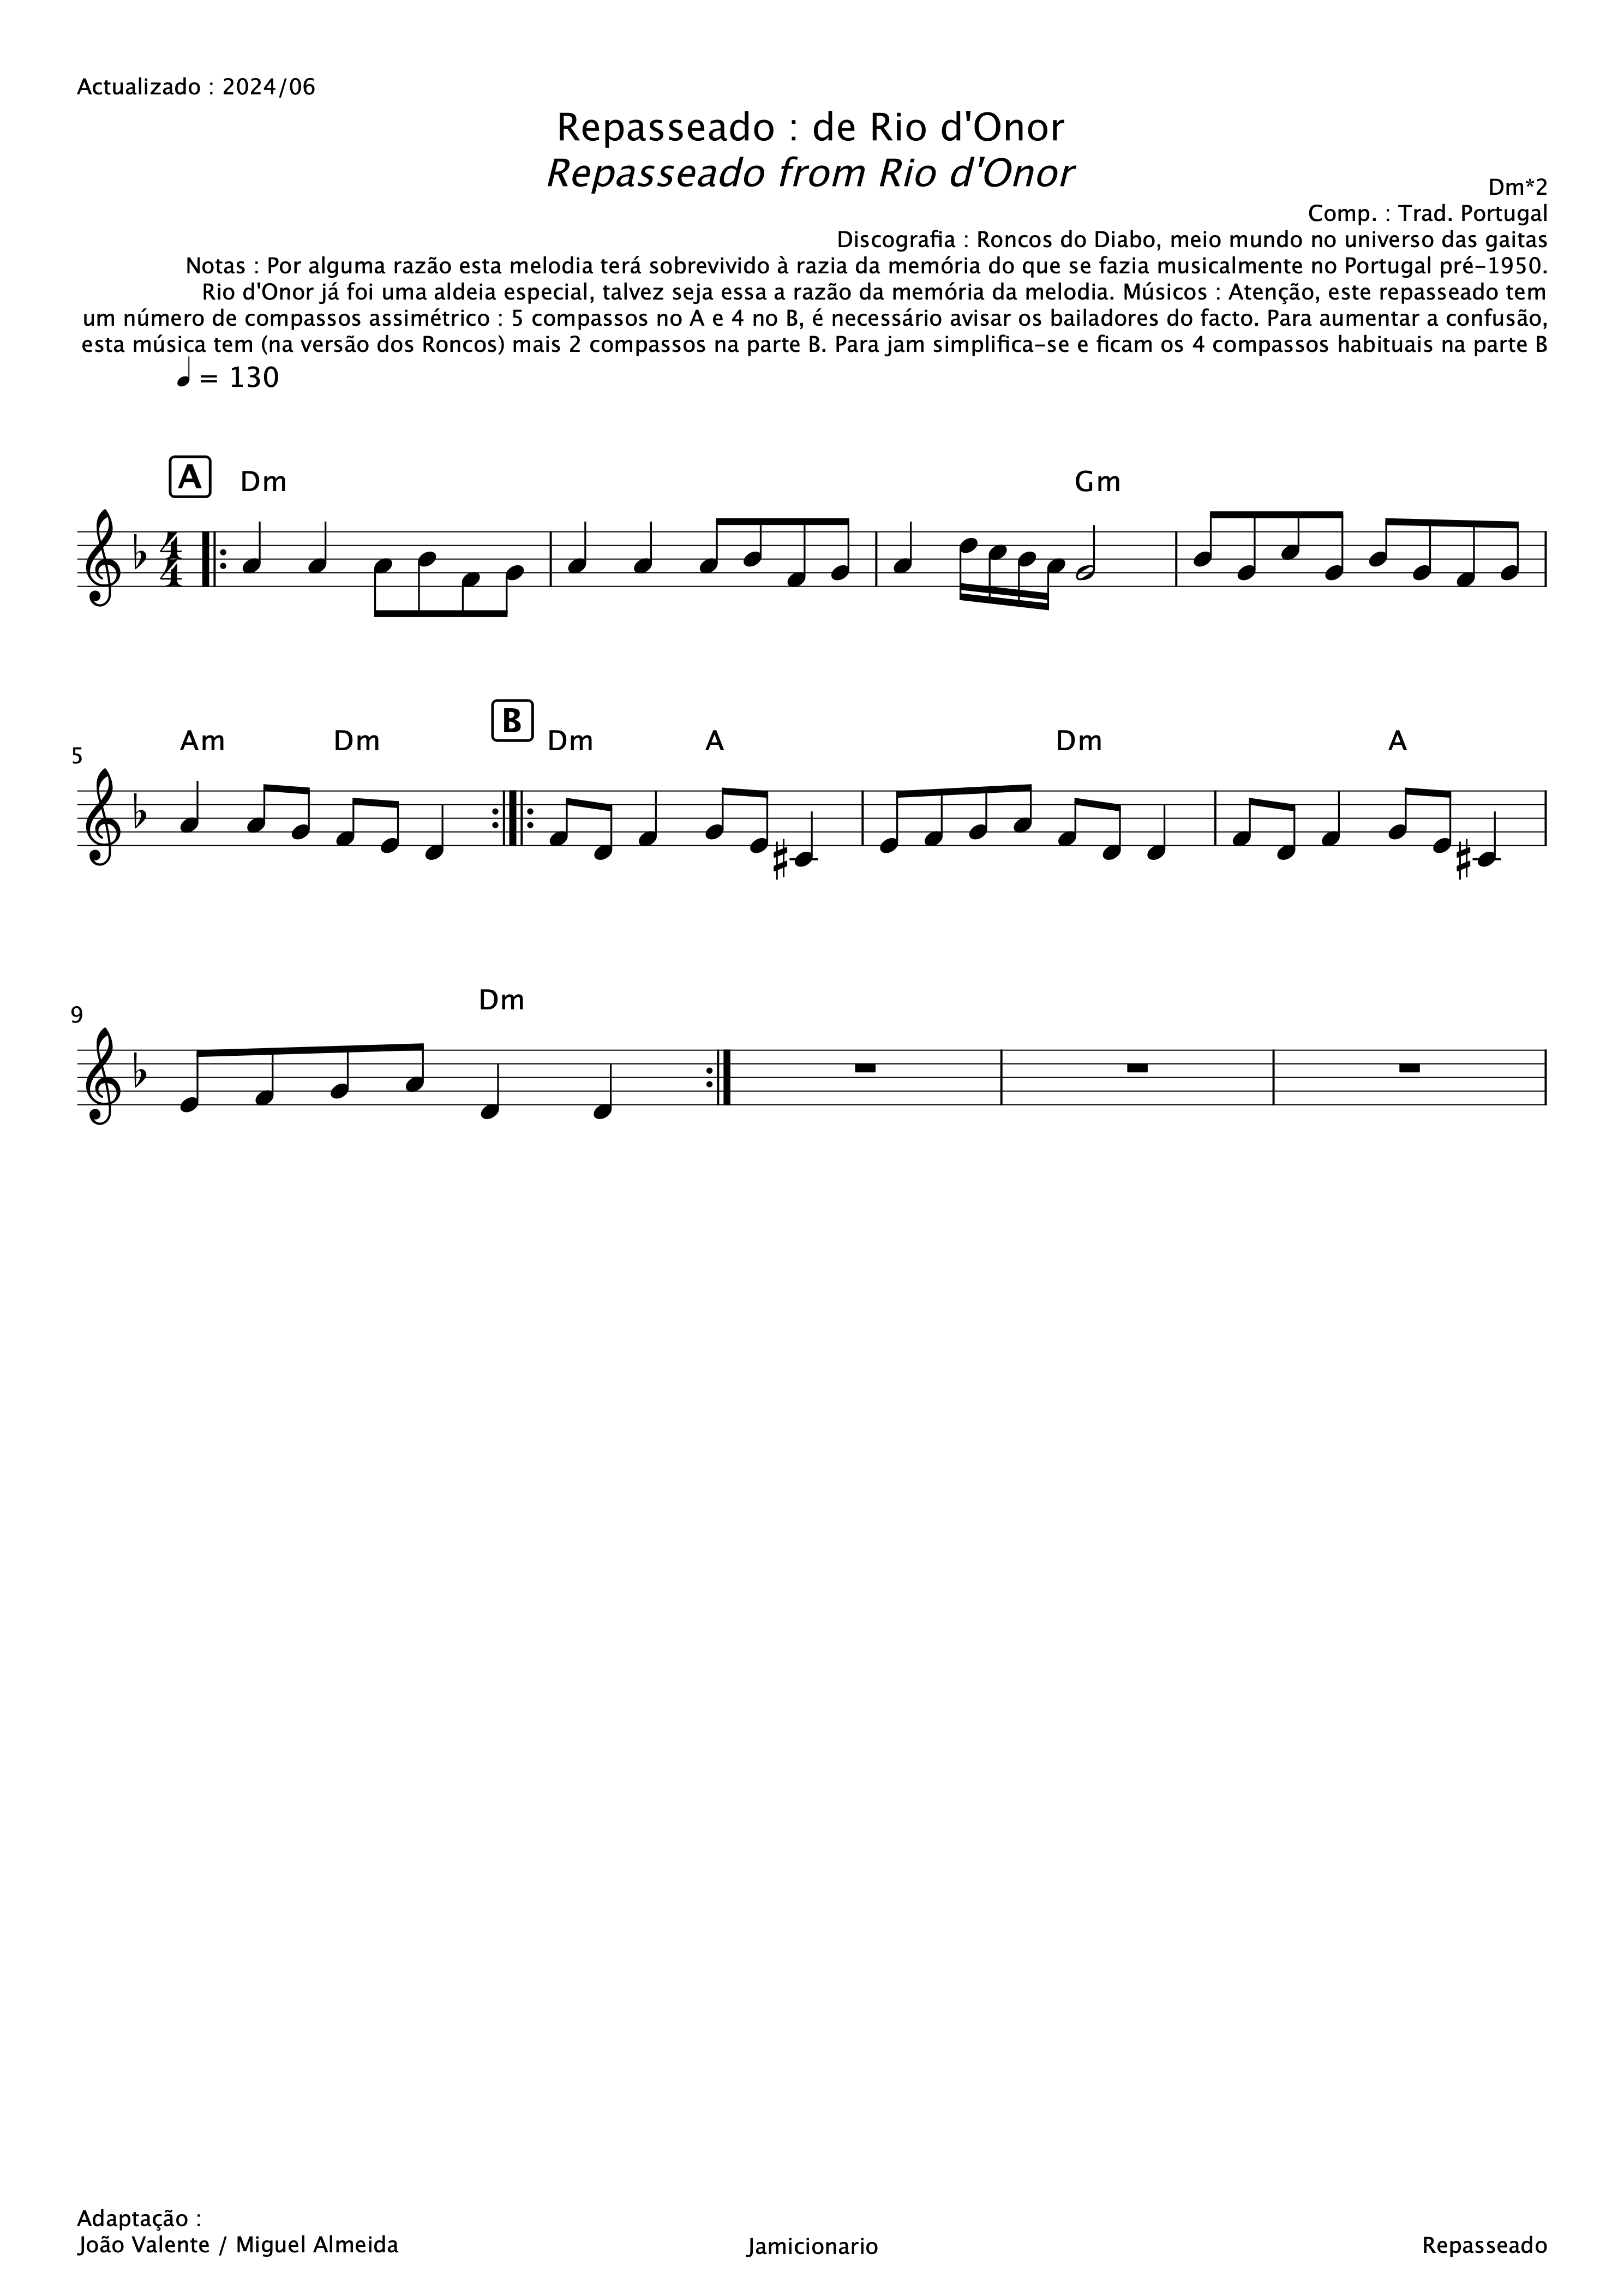 Actualizado : 2024/06
Repasseado : de Rio d'Onor
Repasseado from Rio d'Onor
Dm*2
Comp. : Trad. Portugal
Discografia : Roncos do Diabo, meio mundo no universo das gaitas
Notas : Por alguma razão esta melodia terá sobrevivido à razia da memória do que se fazia musicalmente no Portugal pré-1950.
Rio d'Onor já foi uma aldeia especial, talvez seja essa a razão da memória da melodia. Músicos : Atenção, este repasseado tem
um número de compassos assimétrico : 5 compassos no A e 4 no B, é necessário avisar os bailadores do facto. Para aumentar a confusão,
esta música tem (na versão dos Roncos) mais 2 compassos na parte B. Para jam simplifica-se e ficam os 4 compassos habituais na parte B
= 130
A Dm Gm
4
4
B
5 Am Dm Dm A Dm A
9 Dm
Adaptação :
João Valente / Miguel Almeida Jamicionario Repasseado